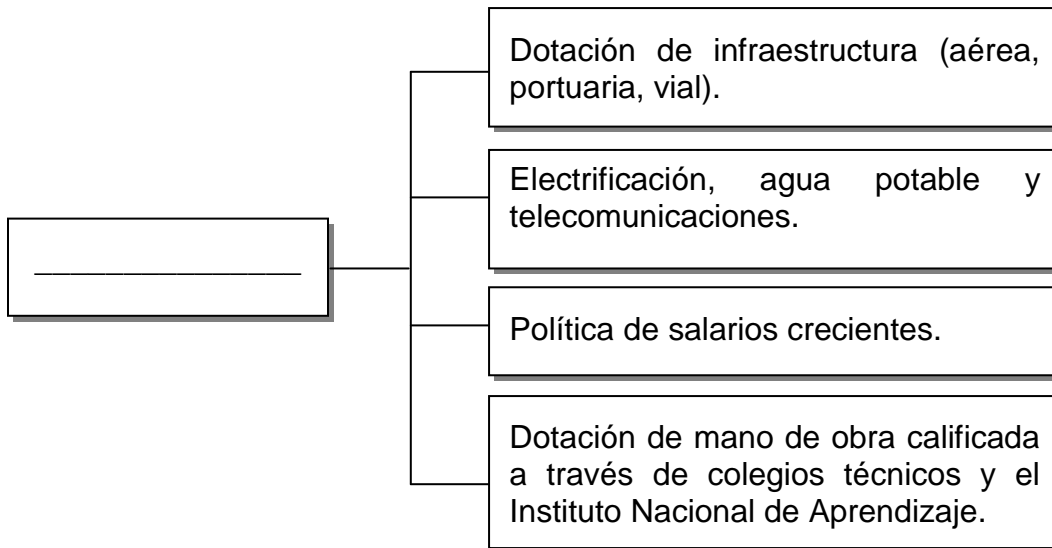 Dotación de infraestructura (aérea,
portuaria, vial).
Electrificación, agua potable y
telecomunicaciones.
________________
Política de salarios crecientes.
Dotación de mano de obra calificada
a través de colegios técnicos y el
Instituto Nacional de Aprendizaje.